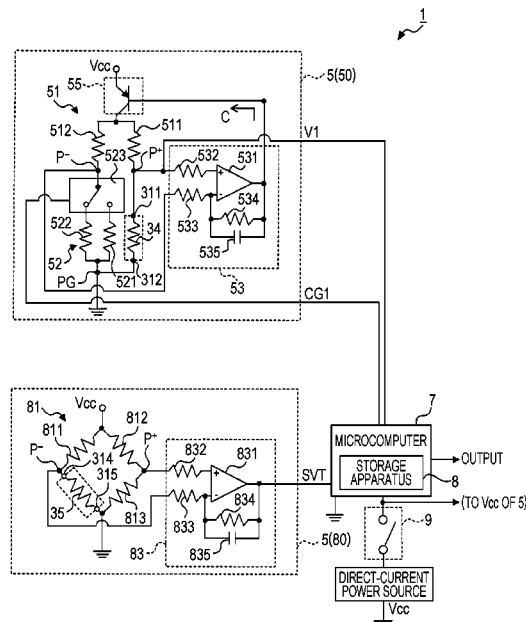 1
Vcc
55
5(50)
51
C
V1
512
511
P⁻
P⁺
523
532
531
311
522
34
533
534
535
52
521
312
53
PG
CG1
7
MICROCOMPUTER
STORAGE APPARATUS
8
OUTPUT
(TO Vcc OF 5)
9
DIRECT-CURRENT
POWER SOURCE
Vcc
81
Vcc
812
811
P⁻
P⁺
314
315
832
831
SVT
35
813
833
834
83
835
5(80)